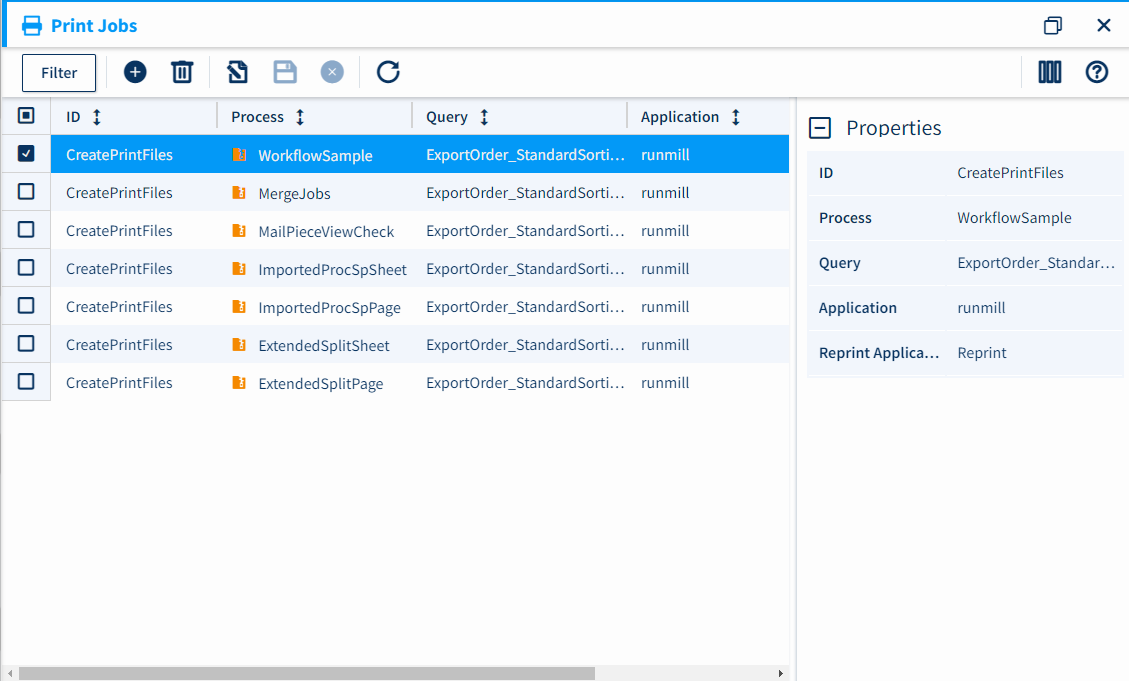 Print Jobs
Filter
ID Process Query Application
CreatePrintFiles WorkflowSample ExportOrder_StandardSorti... runmill
CreatePrintFiles MergeJobs ExportOrder_StandardSorti... runmill
CreatePrintFiles MailPieceViewCheck ExportOrder_StandardSorti... runmill
CreatePrintFiles ImportedProcSpSheet ExportOrder_StandardSorti... runmill
CreatePrintFiles ImportedProcSpPage ExportOrder_StandardSorti... runmill
CreatePrintFiles ExtendedSplitSheet ExportOrder_StandardSorti... runmill
CreatePrintFiles ExtendedSplitPage ExportOrder_StandardSorti... runmill
Properties
ID CreatePrintFiles
Process WorkflowSample
Query ExportOrder_Standar...
Application runmill
Reprint Applica... Reprint